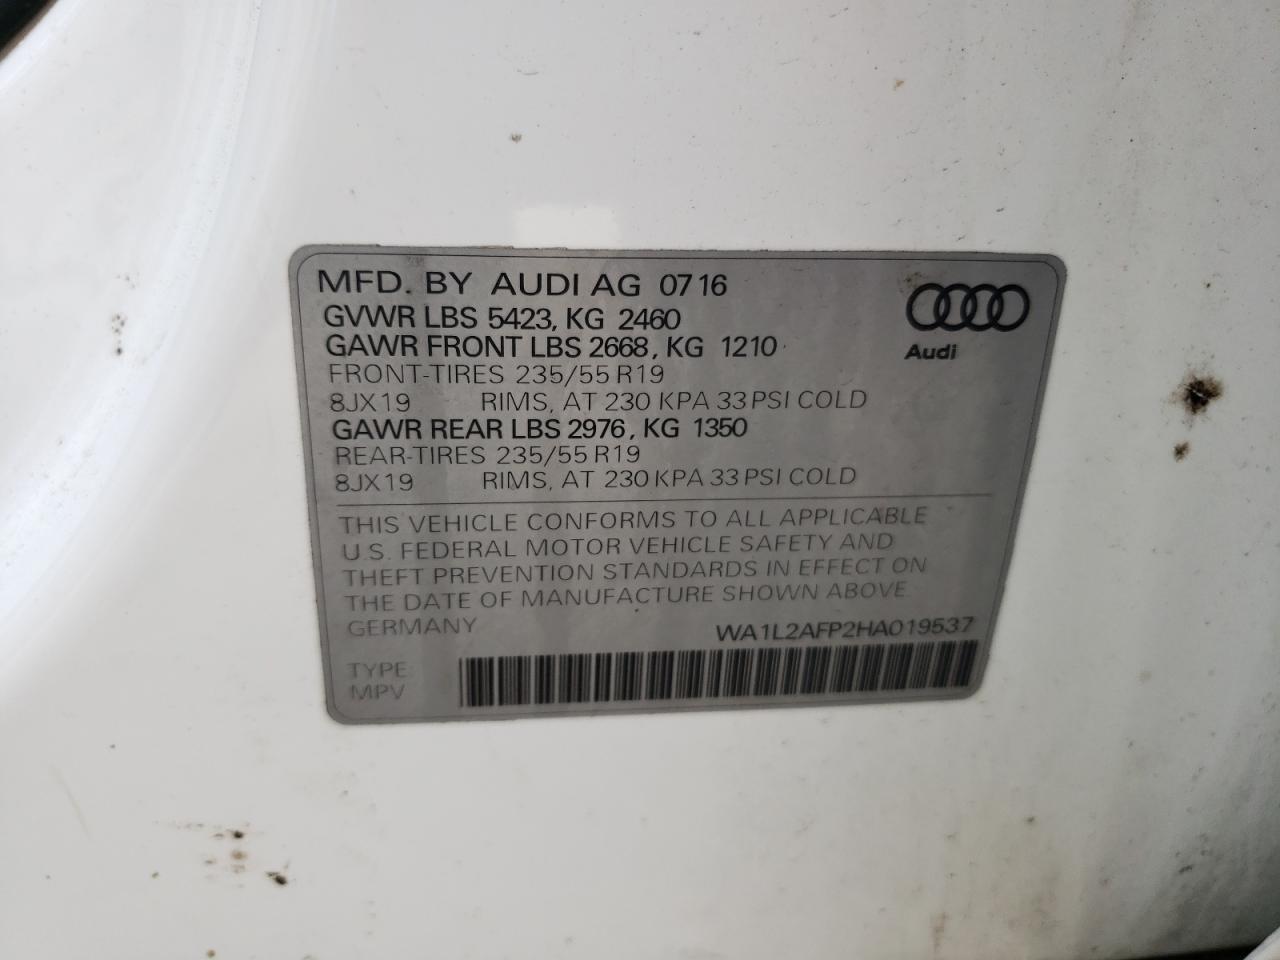 MFD. BY AUDI AG 0716
GVWR LBS 5423, KG 2460
GAWR FRONT LBS 2668, KG 1210
FRONT-TIRES 235/55 R19
8JX19 RIMS, AT 230 KPA 33 PSI COLD
GAWR REAR LBS 2976, KG 1350
REAR-TIRES 235/55 R19
8JX19 RIMS, AT 230 KPA 33 PSI COLD
Audi
THIS VEHICLE CONFORMS TO ALL APPLICABLE
U.S. FEDERAL MOTOR VEHICLE SAFETY AND
THEFT PREVENTION STANDARDS IN EFFECT ON
THE DATE OF MANUFACTURE SHOWN ABOVE.
GERMANY WA1L2AFP2HA019537
TYPE:
MPV